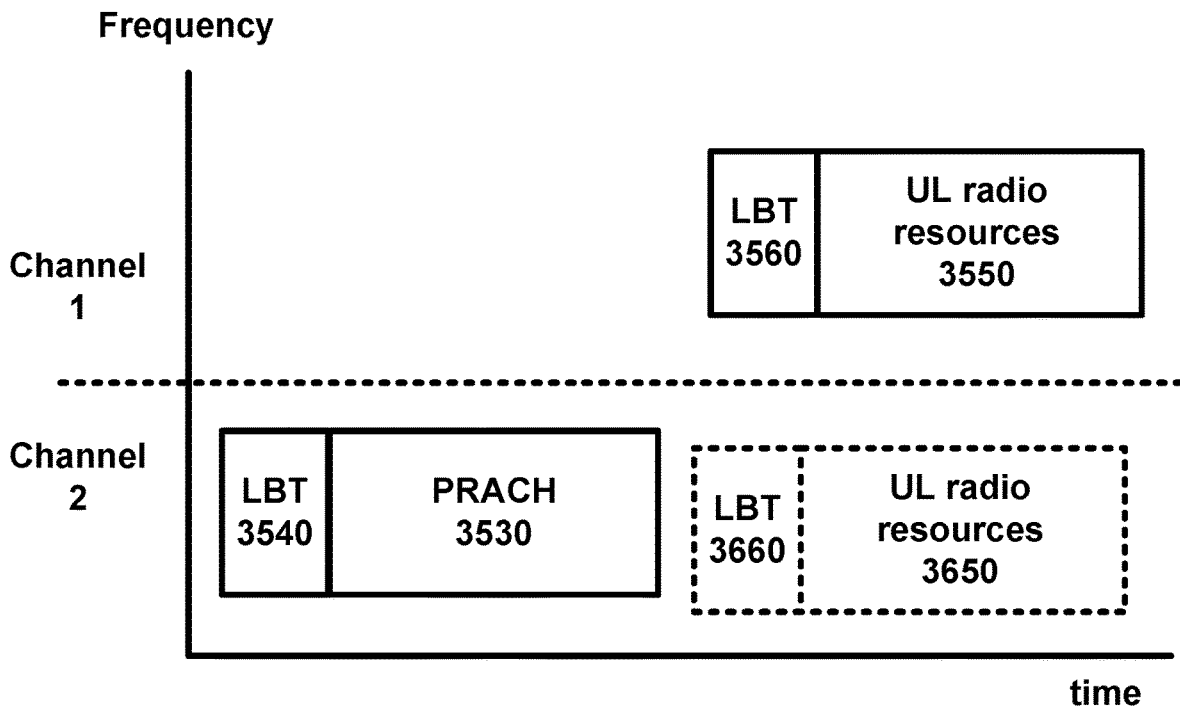 Frequency
Channel
1
LBT
3560
UL radio
resources
3550
Channel
2
LBT
3540
PRACH
3530
LBT
3660
UL radio
resources
3650
time